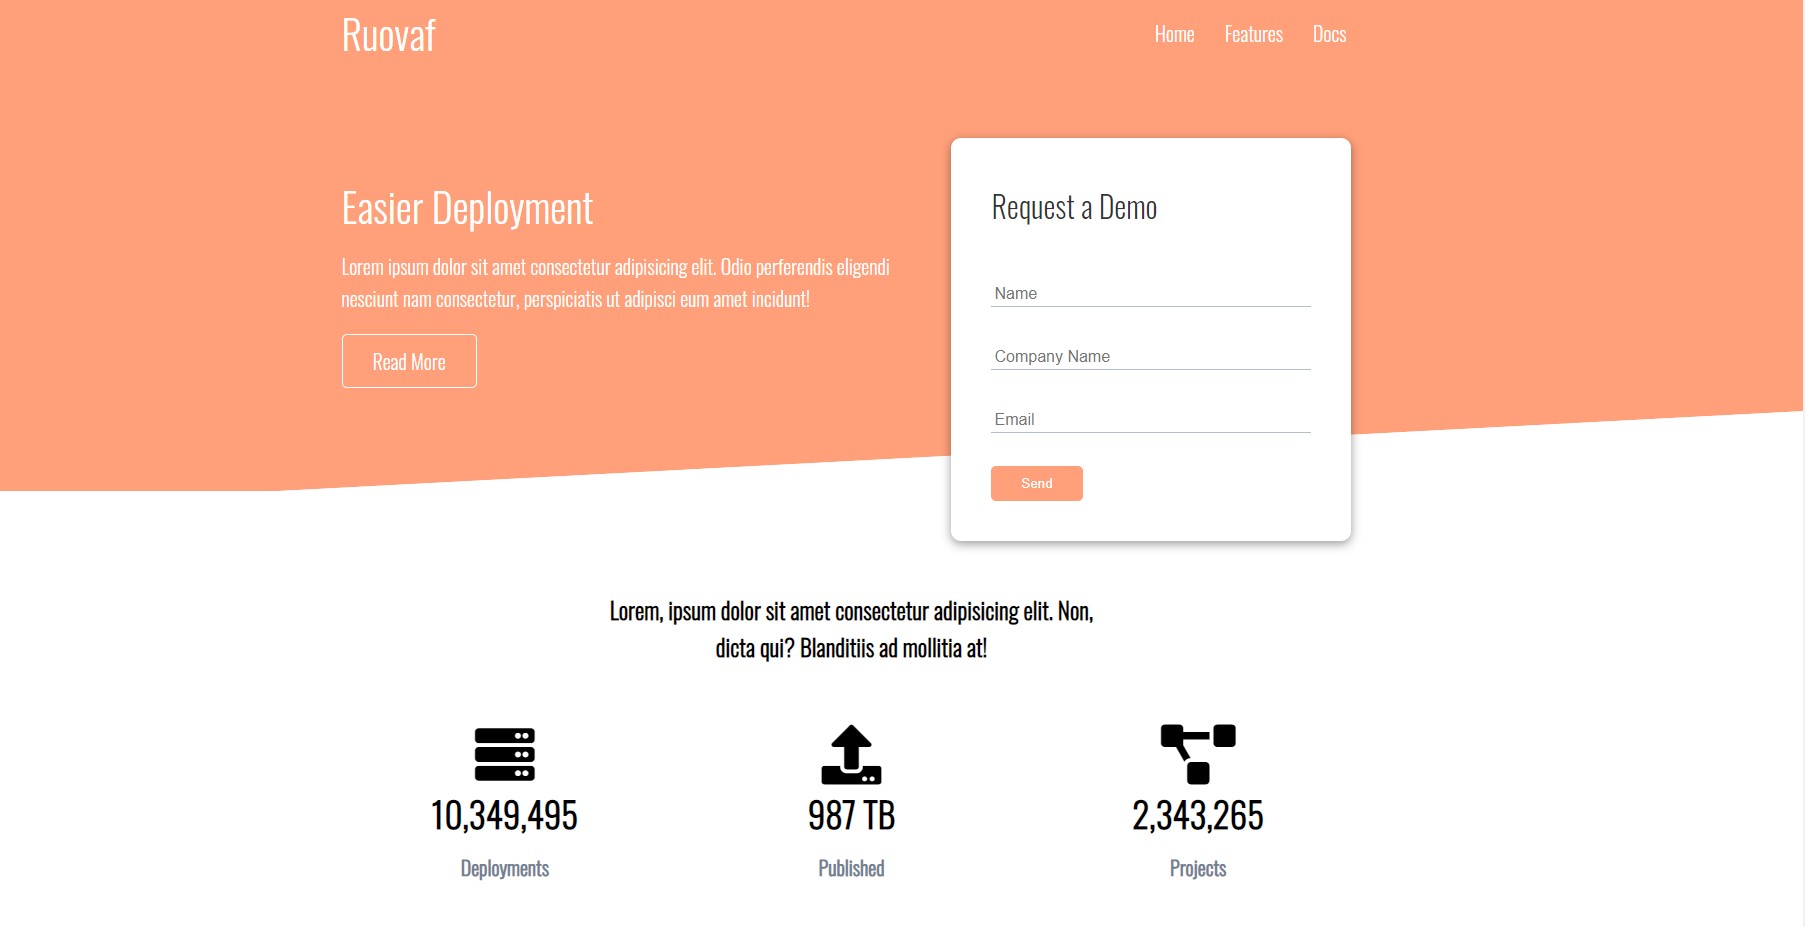 Ruovaf
Home Features Docs
Easier Deployment
Lorem ipsum dolor sit amet consectetur adipisicing elit. Odio perferendis eligendi
nesciunt nam consectetur, perspiciatis ut adipisci eum amet incidunt!
Read More
Request a Demo
Name
Company Name
Email
Send
Lorem, ipsum dolor sit amet consectetur adipisicing elit. Non,
dicta qui? Blanditiis ad mollitia at!
10,349,495
Deployments
987 TB
Published
2,343,265
Projects